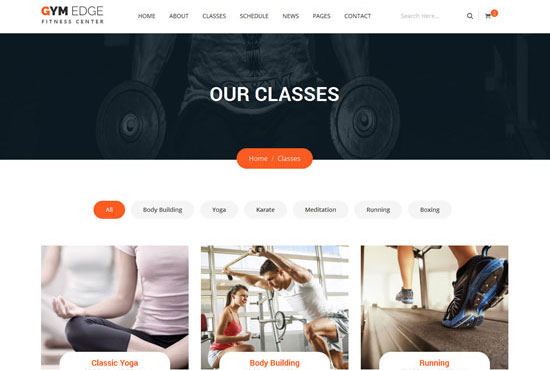 GYM EDGE
FITNESS CENTER
HOME ABOUT CLASSES SCHEDULE NEWS PAGES CONTACT Search Here...
OUR CLASSES
Home / Classes
All Body Building Yoga Karate Meditation Running Boxing
Classic Yoga Body Building Running